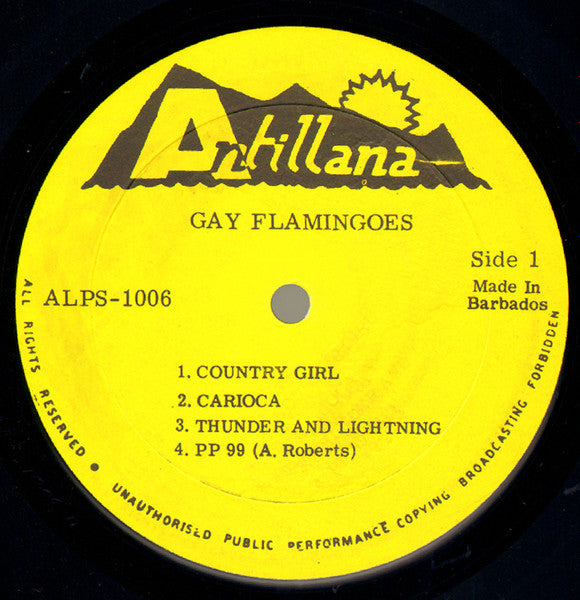 Antillana
GAY FLAMINGOES
Side 1
ALPS-1006
Made In
Barbados
1. COUNTRY GIRL
2. CARIOCA
3. THUNDER AND LIGHTNING
4. PP 99 (A. Roberts)
ALL RIGHTS RESERVED • UNAUTHORISED PUBLIC PERFORMANCE COPYING BROADCASTING FORBIDDEN